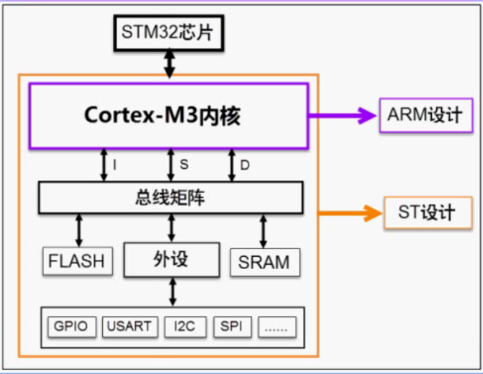 STM32芯片
Cortex-M3内核
ARM设计
I
S
D
总线矩阵
ST设计
FLASH
外设
SRAM
GPIO
USART
I2C
SPI
......